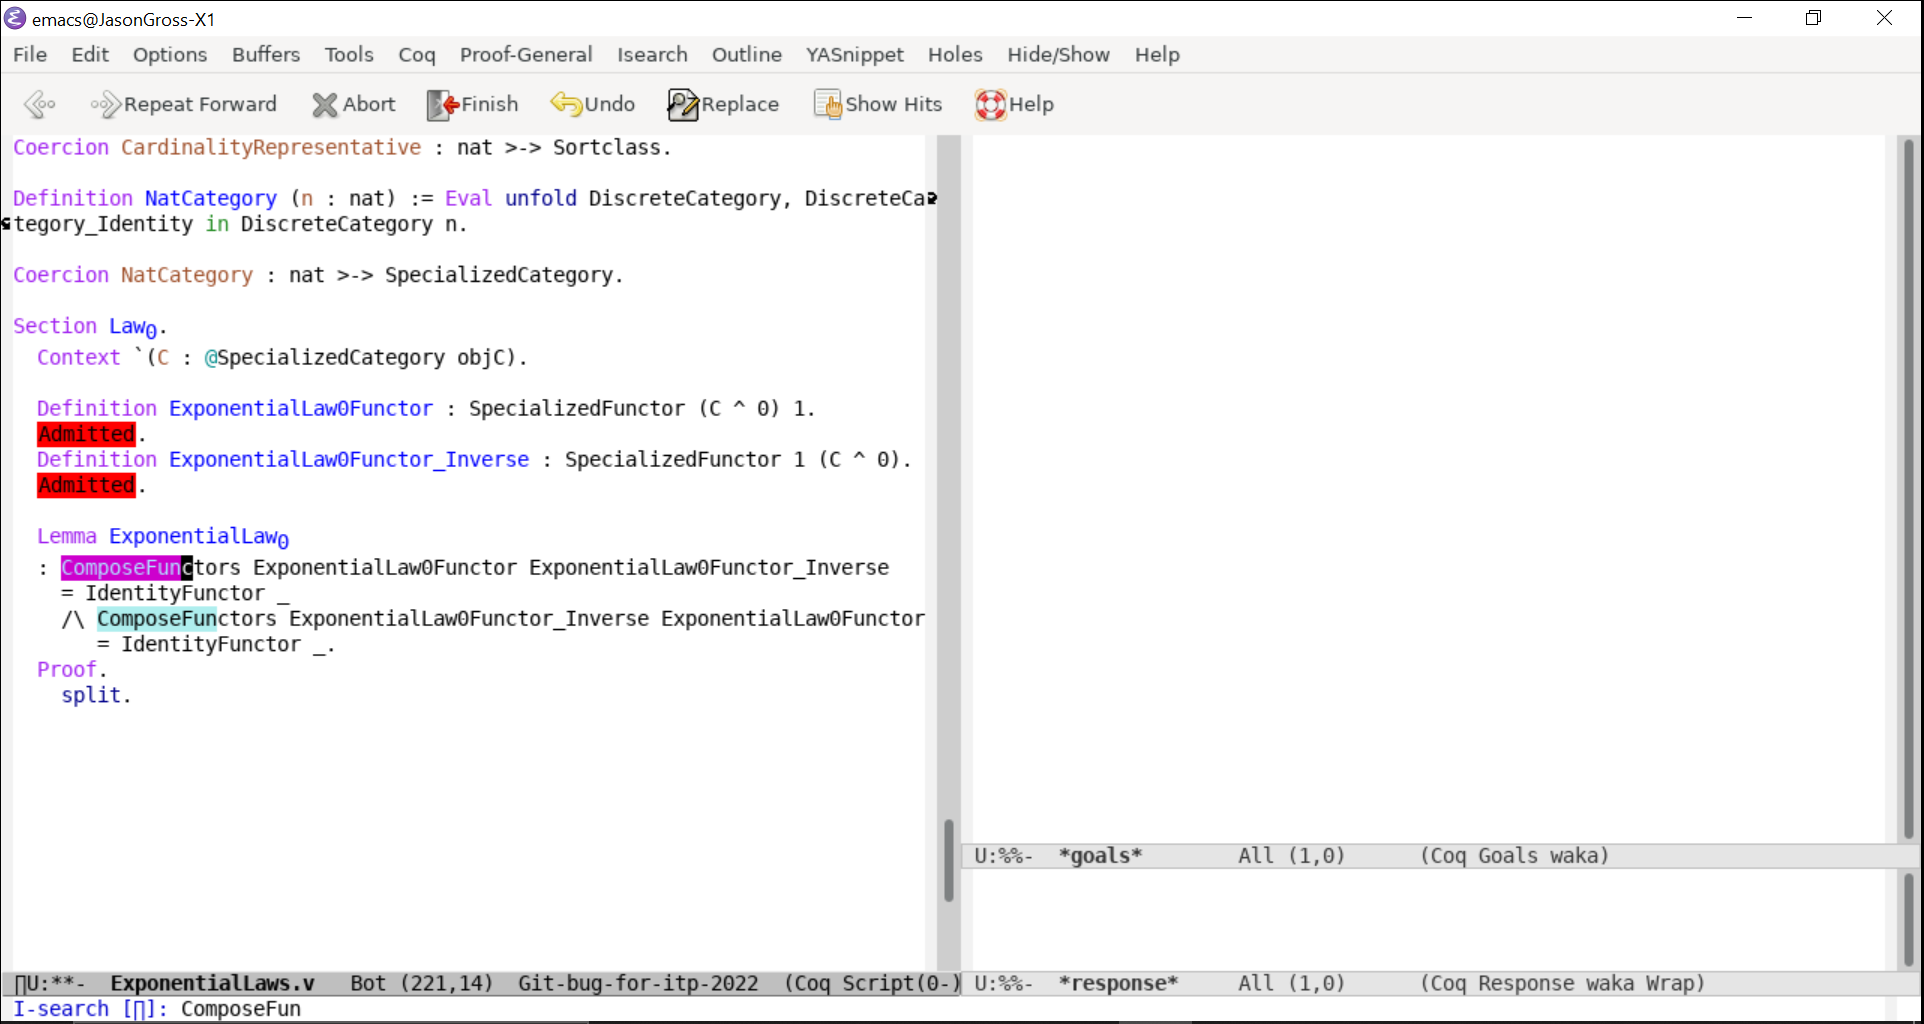 emacs@JasonGross-X1
File Edit Options Buffers Tools Coq Proof-General Isearch Outline YASnippet Holes Hide/Show Help
Repeat Forward Abort Finish Undo Replace Show Hits Help
Coercion CardinalityRepresentative : nat >-> Sortclass.
Definition NatCategory (n : nat) := Eval unfold DiscreteCategory, DiscreteCa
tegory_Identity in DiscreteCategory n.
Coercion NatCategory : nat >-> SpecializedCategory.
Section Law₀.
Context `(C : @SpecializedCategory objC).
Definition ExponentialLaw0Functor : SpecializedFunctor (C ^ 0) 1.
Admitted.
Definition ExponentialLaw0Functor_Inverse : SpecializedFunctor 1 (C ^ 0).
Admitted.
Lemma ExponentialLaw₀
: ComposeFunctors ExponentialLaw0Functor ExponentialLaw0Functor_Inverse
= IdentityFunctor _
/\ ComposeFunctors ExponentialLaw0Functor_Inverse ExponentialLaw0Functor
= IdentityFunctor _.
Proof.
split.
∏U:**- ExponentialLaws.v Bot (221,14) Git-bug-for-itp-2022 (Coq Script(0-)
I-search [∏]: ComposeFun
U:%%- *goals* All (1,0) (Coq Goals waka)
U:%%- *response* All (1,0) (Coq Response waka Wrap)